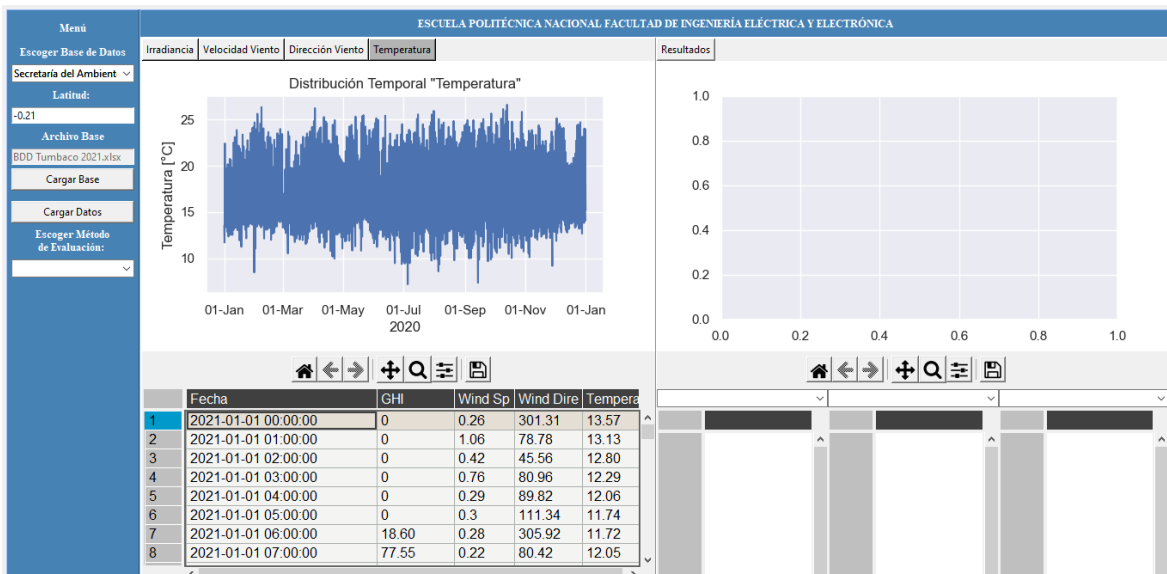 ESCUELA POLITÉCNICA NACIONAL FACULTAD DE INGENIERÍA ELÉCTRICA Y ELECTRÓNICA
Menú
Escoger Base de Datos
Secretaría del Ambient
Latitud:
-0.21
Archivo Base
BDD Tumbaco 2021.xlsx
Cargar Base
Cargar Datos
Escoger Método
de Evaluación:
Irradiancia Velocidad Viento Dirección Viento Temperatura
Distribución Temporal "Temperatura"
Temperatura [°C]
25
20
15
10
01-Jan 01-Mar 01-May 01-Jul 01-Sep 01-Nov 01-Jan
2020
Fecha GHI Wind Sp Wind Dire Tempera
1 2021-01-01 00:00:00 0 0.26 301.31 13.57
2 2021-01-01 01:00:00 0 1.06 78.78 13.13
3 2021-01-01 02:00:00 0 0.42 45.56 12.80
4 2021-01-01 03:00:00 0 0.76 80.96 12.29
5 2021-01-01 04:00:00 0 0.29 89.82 12.06
6 2021-01-01 05:00:00 0 0.3 111.34 11.74
7 2021-01-01 06:00:00 18.60 0.28 305.92 11.72
8 2021-01-01 07:00:00 77.55 0.22 80.42 12.05
Resultados
1.0
0.8
0.6
0.4
0.2
0.0
0.0 0.2 0.4 0.6 0.8 1.0